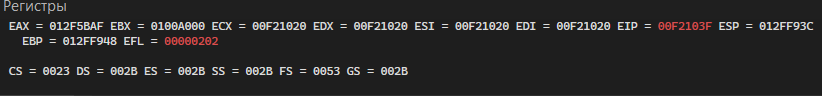 Регистры
EAX = 012F5BAF EBX = 0100A000 ECX = 00F21020 EDX = 00F21020 ESI = 00F21020 EDI = 00F21020 EIP = 00F2103F ESP = 012FF93C
EBP = 012FF948 EFL = 00000202
CS = 0023 DS = 002B ES = 002B SS = 002B FS = 0053 GS = 002B